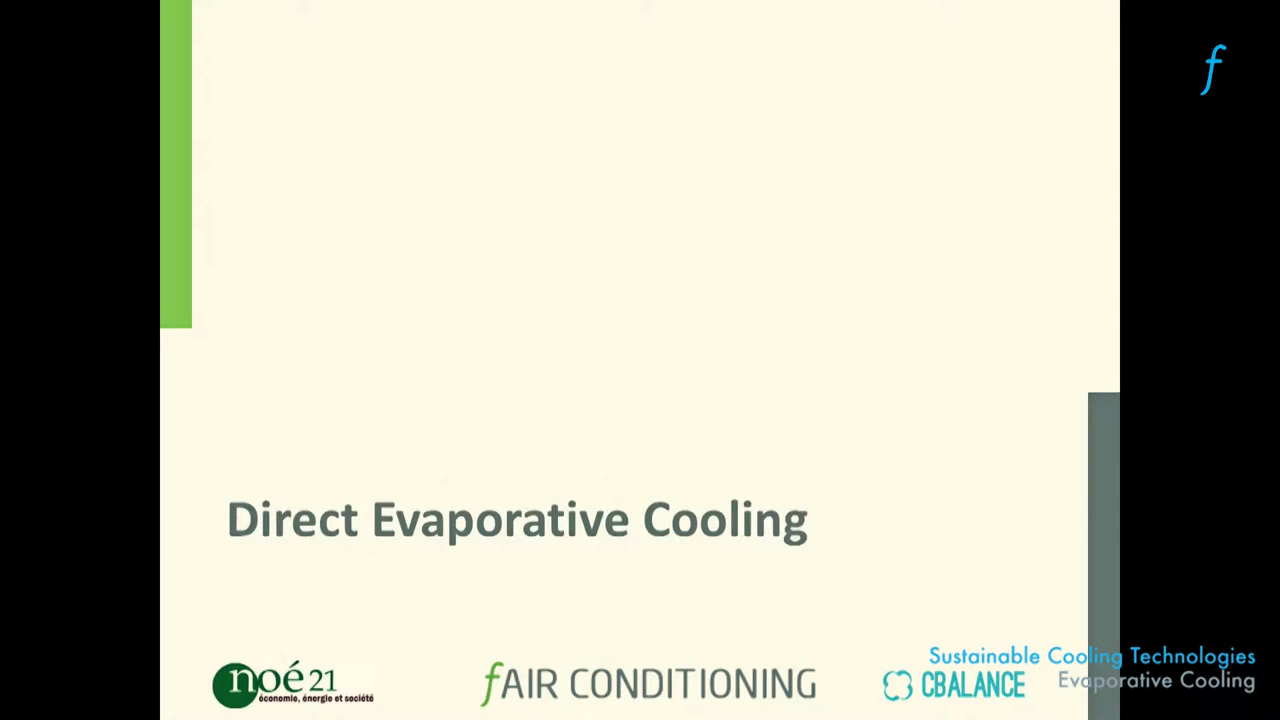 f
Direct Evaporative Cooling
noé 21
économie, énergie et société
fAIR CONDITIONING
CBALANCE
Sustainable Cooling Technologies
Evaporative Cooling